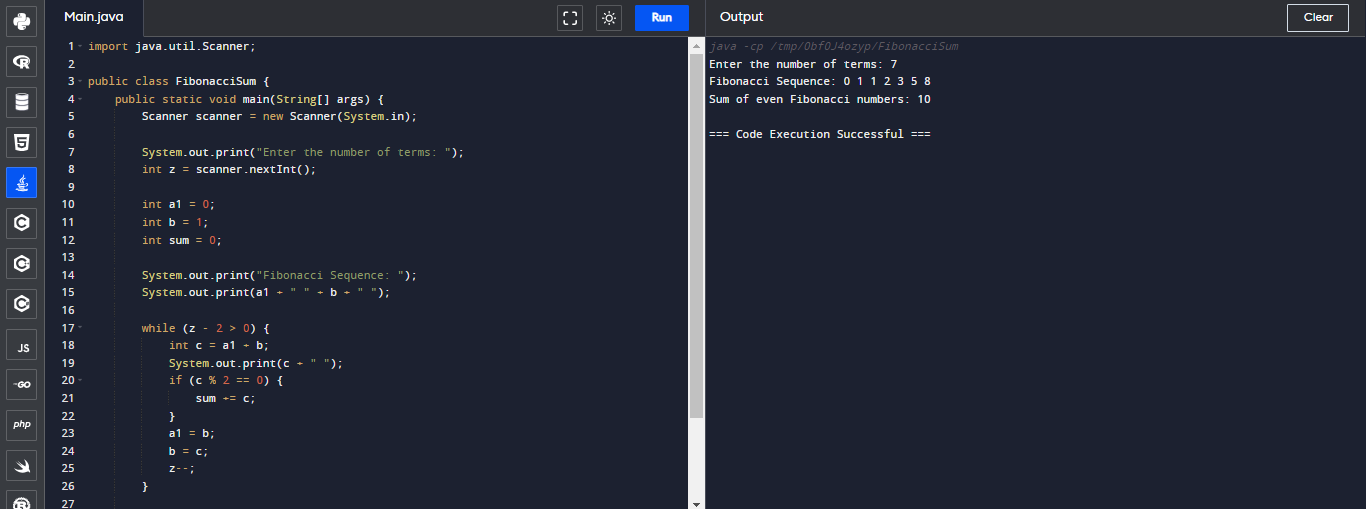 Main.java
Run
1 import java.util.Scanner;
2
3 public class FibonacciSum {
4 public static void main(String[] args) {
5 Scanner scanner = new Scanner(System.in);
6
7 System.out.print("Enter the number of terms: ");
8 int z = scanner.nextInt();
9
10 int a1 = 0;
11 int b = 1;
12 int sum = 0;
13
14 System.out.print("Fibonacci Sequence: ");
15 System.out.print(a1 + " " + b + " ");
16
17 while (z - 2 > 0) {
18 int c = a1 + b;
19 System.out.print(c + " ");
20 if (c % 2 == 0) {
21 sum += c;
22 }
23 a1 = b;
24 b = c;
25 z--;
26 }
27
Output
Clear
java -cp /tmp/0bfOJ4ozyp/FibonacciSum
Enter the number of terms: 7
Fibonacci Sequence: 0 1 1 2 3 5 8
Sum of even Fibonacci numbers: 10
=== Code Execution Successful ===
R
5
C
C
C
JS
GO
php
R